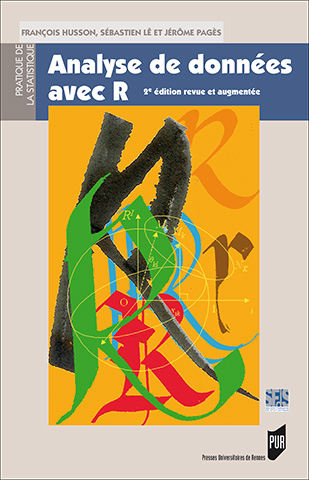 FRANÇOIS HUSSON, SÉBASTIEN LÊ ET JÉRÔME PAGÈS
PRATIQUE DE
LA STATISTIQUE
Analyse de données
avec R
2e édition revue et augmentée
SFdS
PUR
Presses Universitaires de Rennes